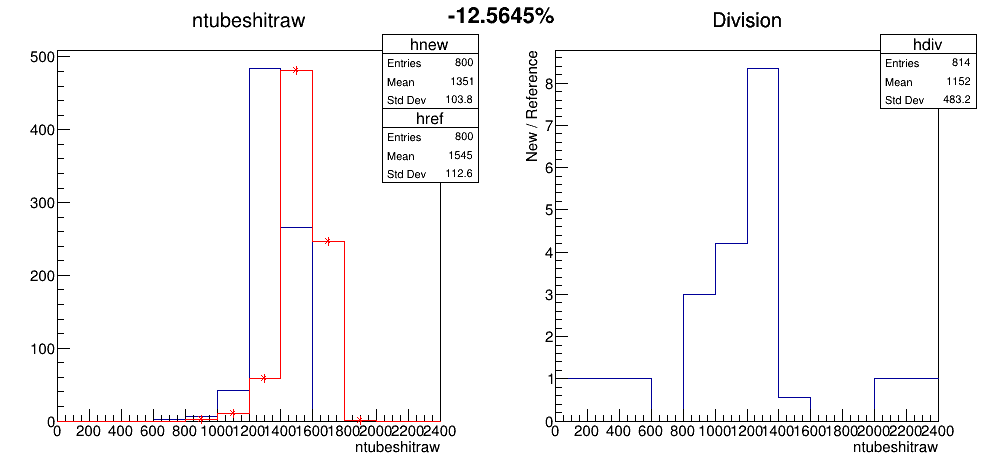 -12.5645%
ntubeshitraw
hnew
Entries 800
Mean 1351
Std Dev 103.8
href
Entries 800
Mean 1545
Std Dev 112.6
500
400
300
200
100
0
0 200 400 600 800 1000 1200 1400 1600 1800 2000 2200 2400
ntubeshitraw
Division
hdiv
Entries 814
Mean 1152
Std Dev 483.2
New / Reference
8
7
6
5
4
3
2
1
0
0 200 400 600 800 1000 1200 1400 1600 1800 2000 2200 2400
ntubeshitraw